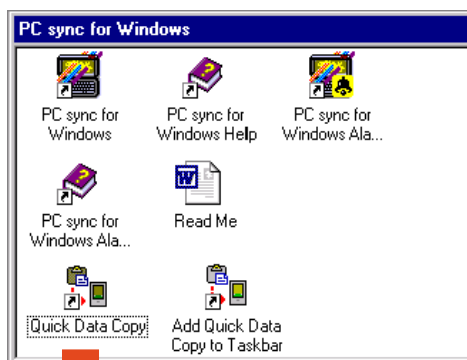 PC sync for Windows
PC sync for
Windows
PC sync for
Windows Help
PC sync for
Windows Ala...
PC sync for
Windows Ala...
Read Me
Quick Data Copy
Add Quick Data
Copy to Taskbar